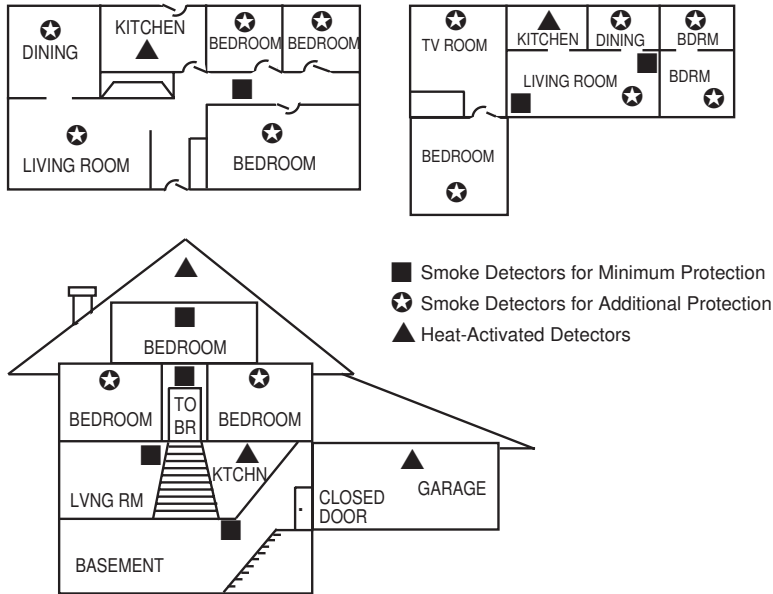 DINING
KITCHEN
BEDROOM
BEDROOM
LIVING ROOM
BEDROOM
TV ROOM
KITCHEN
DINING
BDRM
LIVING ROOM
BDRM
BEDROOM
Smoke Detectors for Minimum Protection
Smoke Detectors for Additional Protection
Heat-Activated Detectors
BEDROOM
BEDROOM
TO
BR
BEDROOM
LVNG RM
KTCHN
CLOSED
DOOR
GARAGE
BASEMENT